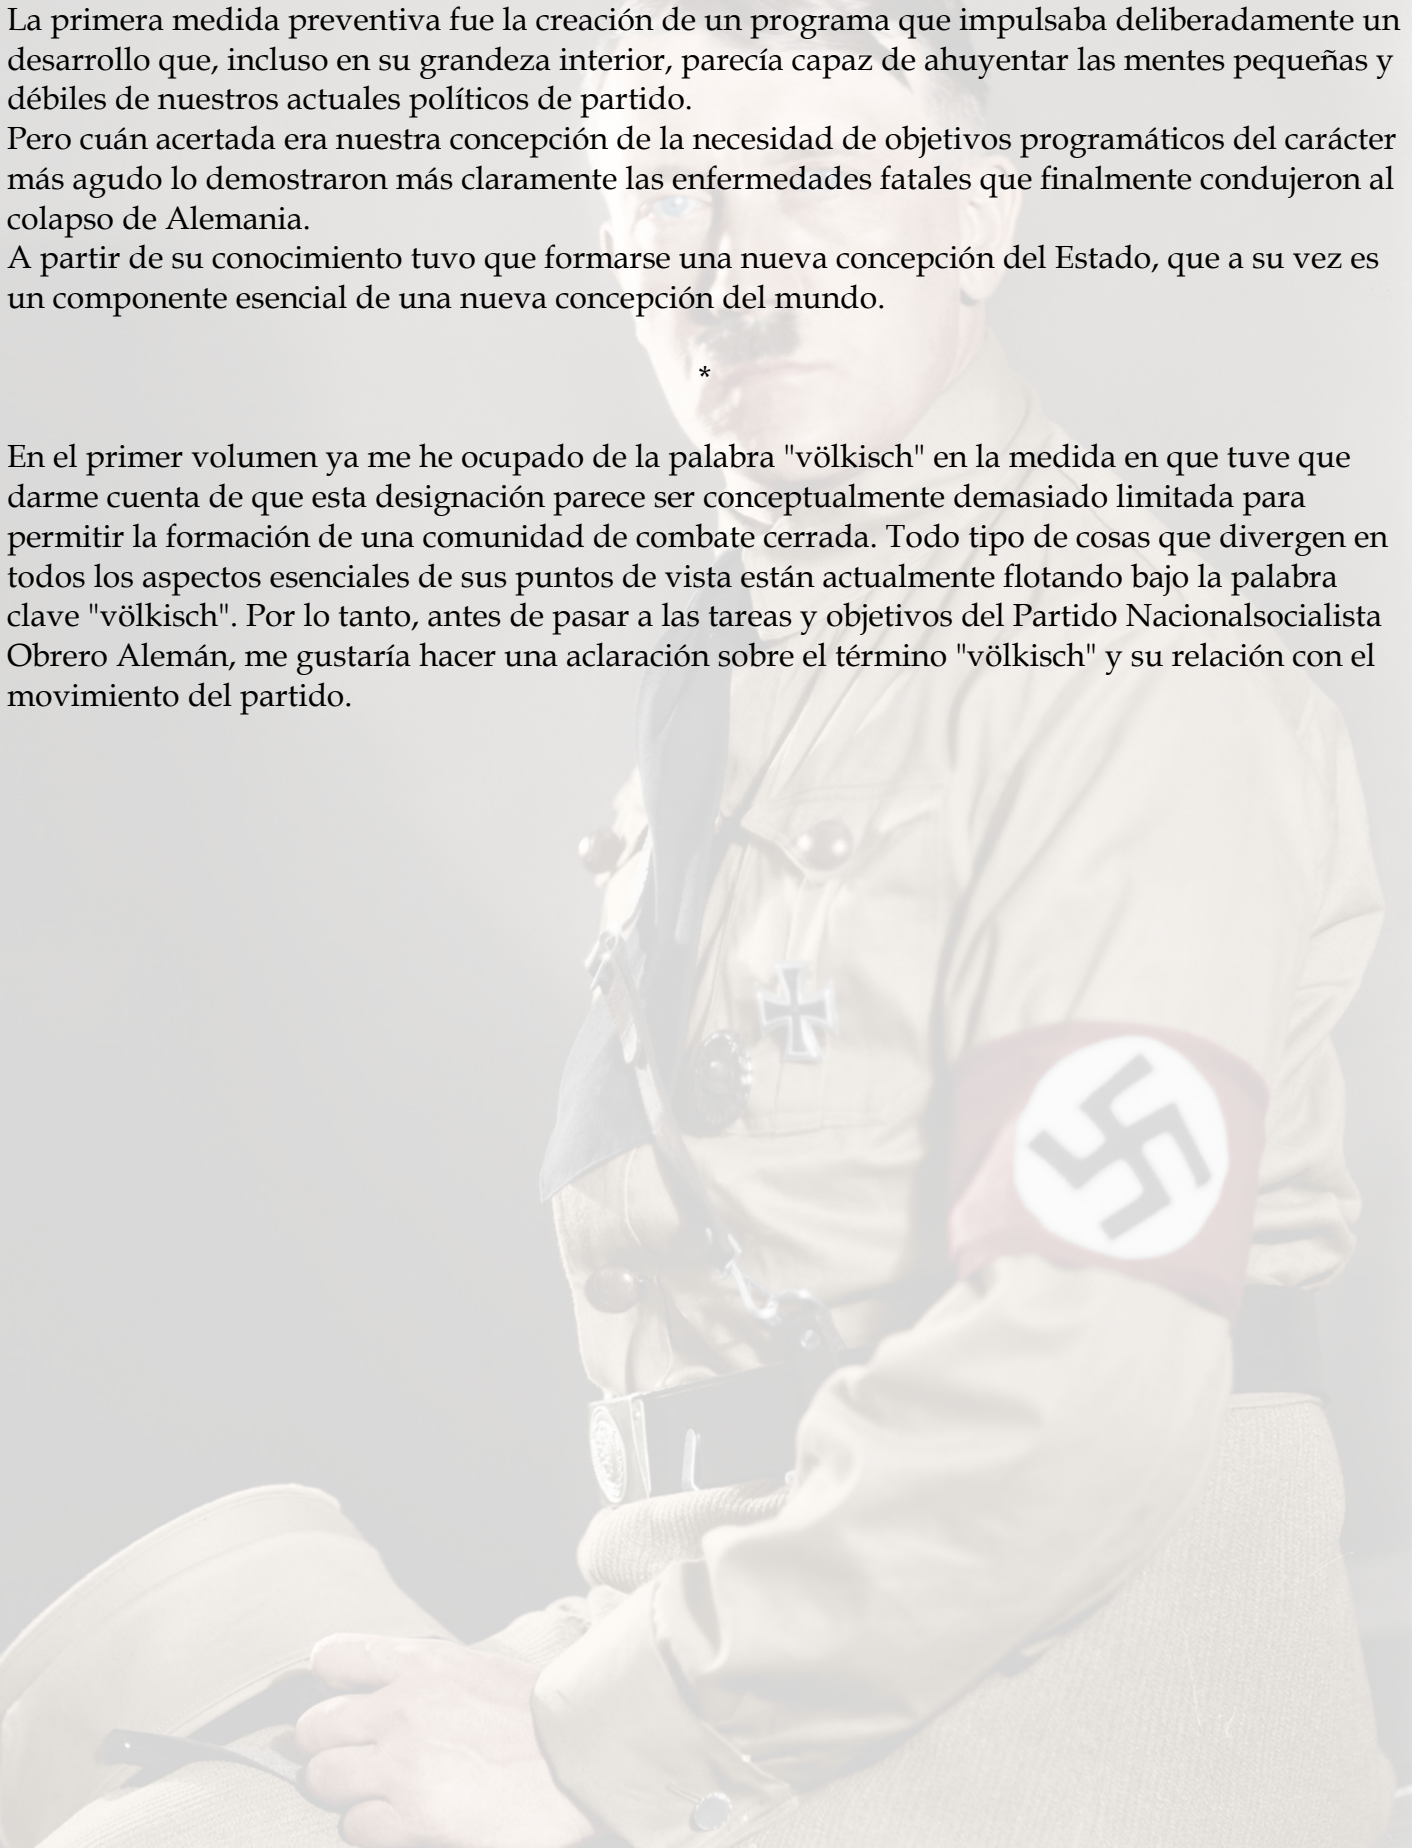 La primera medida preventiva fue la creación de un programa que impulsaba deliberadamente un
desarrollo que, incluso en su grandeza interior, parecía capaz de ahuyentar las mentes pequeñas y
débiles de nuestros actuales políticos de partido.
Pero cuán acertada era nuestra concepción de la necesidad de objetivos programáticos del carácter
más agudo lo demostraron más claramente las enfermedades fatales que finalmente condujeron al
colapso de Alemania.
A partir de su conocimiento tuvo que formarse una nueva concepción del Estado, que a su vez es
un componente esencial de una nueva concepción del mundo.
*
En el primer volumen ya me he ocupado de la palabra "völkisch" en la medida en que tuve que
darme cuenta de que esta designación parece ser conceptualmente demasiado limitada para
permitir la formación de una comunidad de combate cerrada. Todo tipo de cosas que divergen en
todos los aspectos esenciales de sus puntos de vista están actualmente flotando bajo la palabra
clave "völkisch". Por lo tanto, antes de pasar a las tareas y objetivos del Partido Nacionalsocialista
Obrero Alemán, me gustaría hacer una aclaración sobre el término "völkisch" y su relación con el
movimiento del partido.